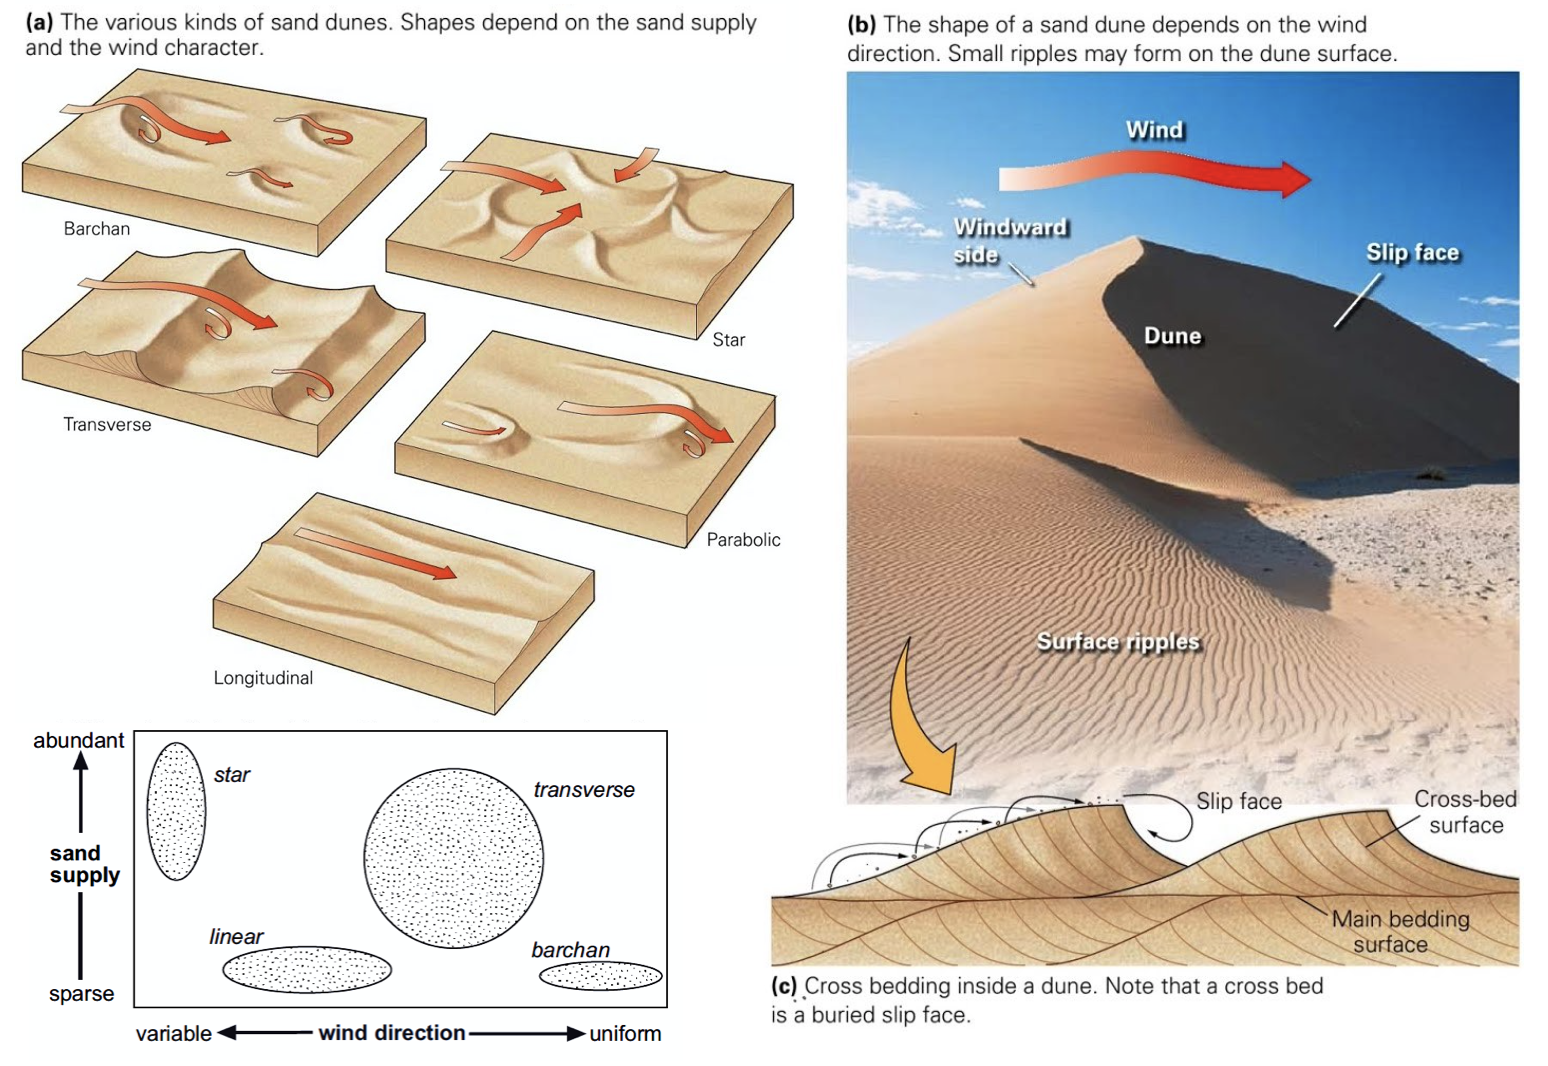 (a) The various kinds of sand dunes. Shapes depend on the sand supply
and the wind character.
Barchan
Star
Transverse
Parabolic
Longitudinal
abundant
sand
supply
sparse
star
transverse
linear
barchan
variable
wind direction
uniform
(b) The shape of a sand dune depends on the wind
direction. Small ripples may form on the dune surface.
Wind
Windward
side
Slip face
Dune
Surface ripples
Slip face
Cross-bed
surface
Main bedding
surface
(c) Cross bedding inside a dune. Note that a cross bed
is a buried slip face.